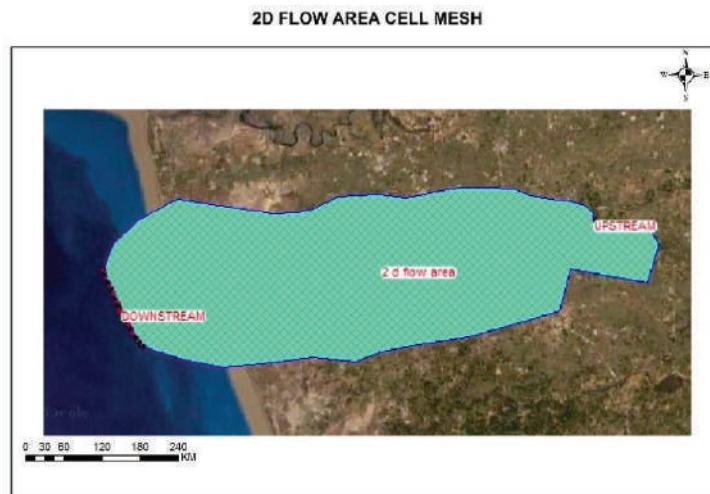 2D FLOW AREA CELL MESH
N
W E
S
UPSTREAM
2 d flow area
DOWNSTREAM
0 30 60 120 180 240
KM